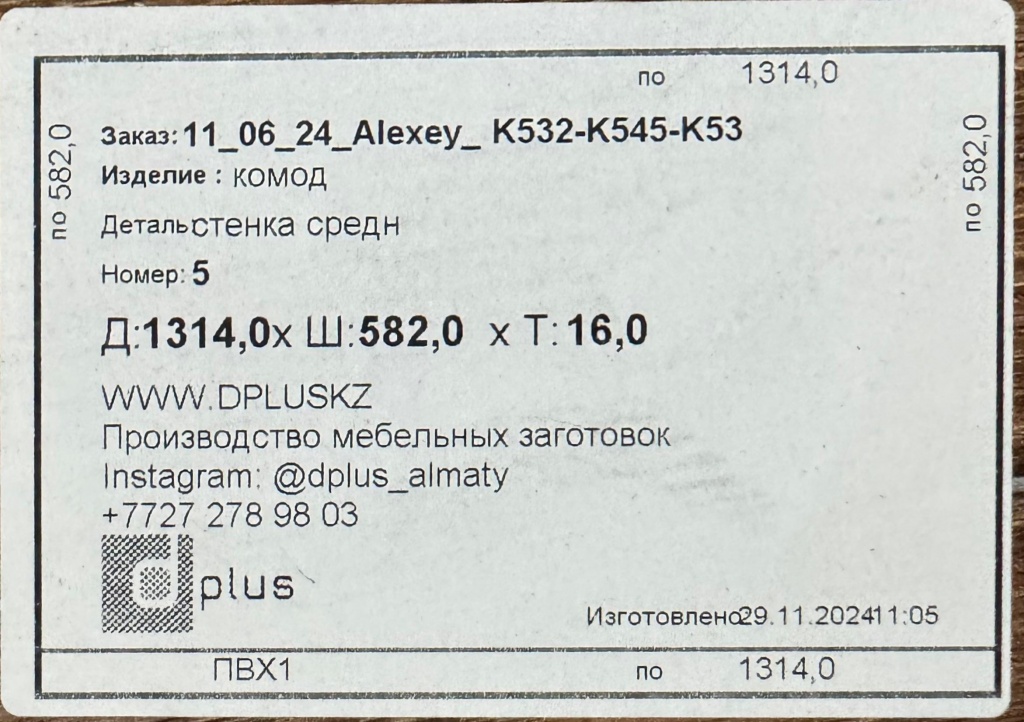 по 1314,0
по 582,0
по 582,0
Заказ: 11_06_24_Alexey_ K532-K545-K53
Изделие : комод
Детальстенка средн
Номер: 5
Д:1314,0x Ш:582,0 x Т: 16,0
WWW.DPLUSKZ
Производство мебельных заготовок
Instagram: @dplus_almaty
+7727 278 98 03
d plus
Изготовлено29.11.202411:05
ПВХ1 по 1314,0